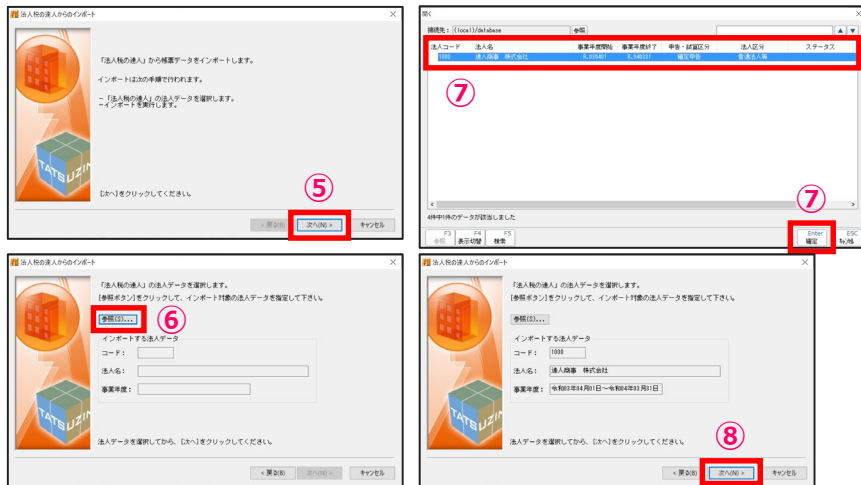 法人税の達人からのインポート
「法人税の達人」から帳票データをインポートします。
インポートは次の手順で行われます。
－「法人税の達人」の法人データを選択します。
－インポートを実行します。
[次へ]をクリックしてください。
TATSUZIN
⑤
< 戻る(B)
次へ(N) >
キャンセル
開く
接続先： (local)/database
参照
法人コード 法人名 事業年度開始 事業年度終了 申告・試算区分 法人区分 ステータス
1000 達人商事 株式会社 R.030401 R.040331 確定申告 普通法人等
⑦
⑦
4件中1件のデータが該当しました
F3 F4 F5 Enter ESC
参照 表示切替 検索 確定 ｷｬﾝｾﾙ
法人税の達人からのインポート
「法人税の達人」の法人データを選択します。
[参照ボタン]をクリックして、インポート対象の法人データを指定して下さい。
参照(S)...
⑥
インポートする法人データ
コード：
法人名：
事業年度：
法人データを選択してから、[次へ]をクリックしてください。
TATSUZIN
< 戻る(B)
次へ(N) >
キャンセル
法人税の達人からのインポート
「法人税の達人」の法人データを選択します。
[参照ボタン]をクリックして、インポート対象の法人データを指定して下さい。
参照(S)...
インポートする法人データ
コード： 1000
法人名： 達人商事 株式会社
事業年度： 令和03年04月01日～令和04年03月31日
法人データを選択してから、[次へ]をクリックしてください。
TATSUZIN
⑧
< 戻る(B)
次へ(N) >
キャンセル